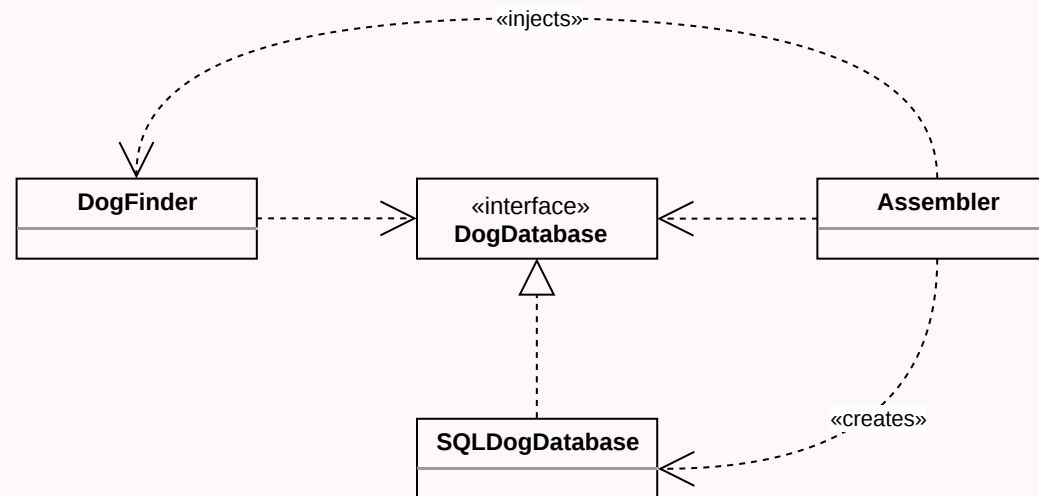 «injects»
DogFinder
«interface»
DogDatabase
Assembler
«creates»
SQLDogDatabase